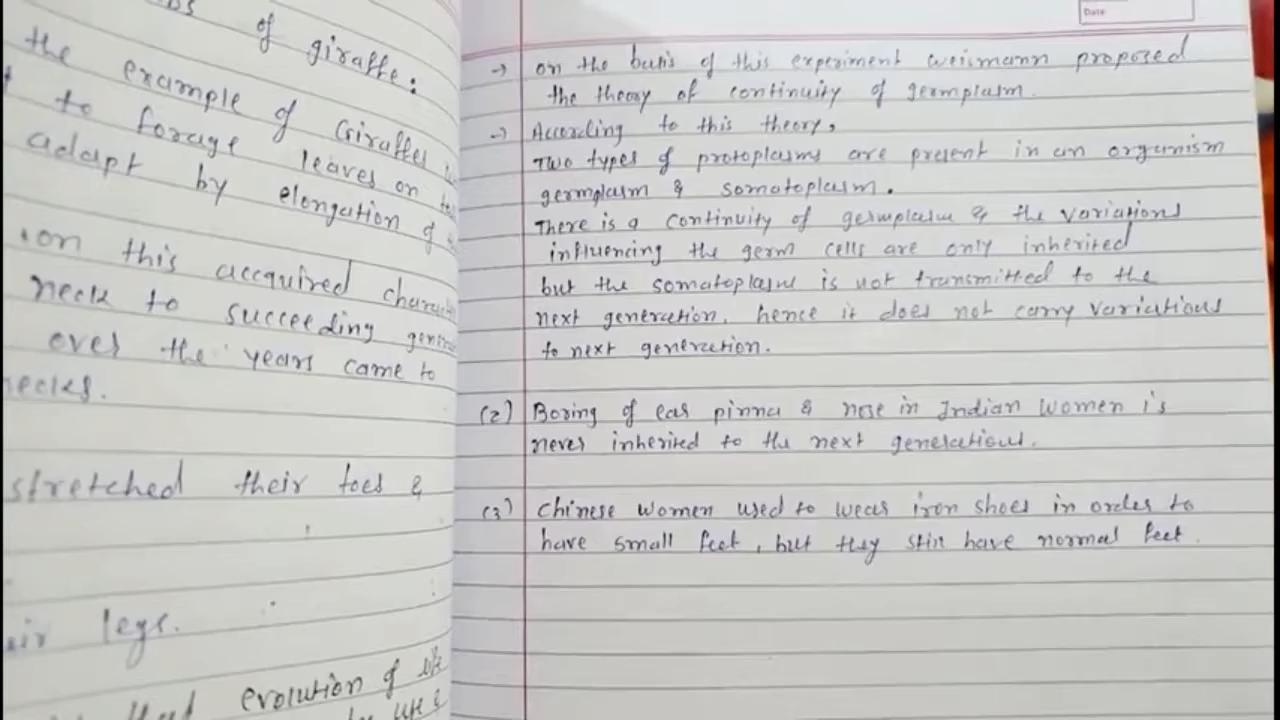 of giraffe:
the example of Giraffes
to forage leaves on
adapt by elongation of
on this accquired
neck to succeeding
over the years came to
necks.
stretched their toes &
legs.
evolution of
Date
→ on the basis of this experiment weismann proposed
the theory of continuity of germplasm.
→ According to this theory,
Two types of protoplasms are present in an organism
germplasm & somatoplasm.
There is a continuity of germplasm & the variations
influencing the germ cells are only inherited
but the somatoplasm is not transmitted to the
next generation. hence it does not carry variations
to next generation.
(2) Boring of ear pinna & nose in Indian women is
never inherited to the next generations.
(3) Chinese women used to wear iron shoes in order to
have small feet, but they still have normal feet.